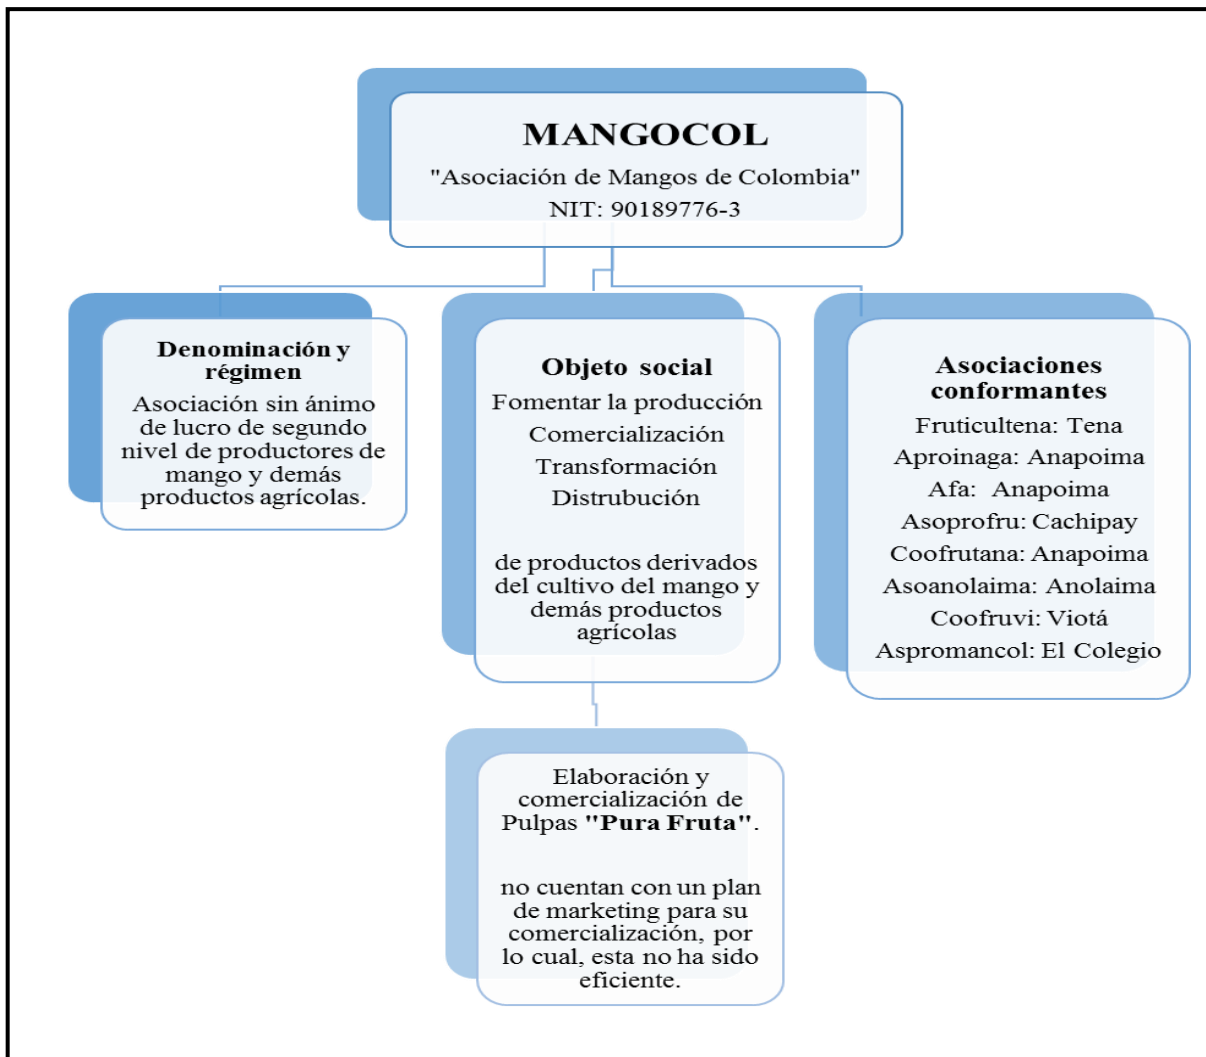 MANGOCOL
"Asociación de Mangos de Colombia"
NIT: 90189776-3
Denominación y
régimen
Asociación sin ánimo
de lucro de segundo
nivel de productores de
mango y demás
productos agrícolas.
Objeto social
Fomentar la producción
Comercialización
Transformación
Distrubución
de productos derivados
del cultivo del mango y
demás productos
agrícolas
Asociaciones
conformantes
Fruticultena: Tena
Aproinaga: Anapoima
Afa: Anapoima
Asoprofru: Cachipay
Coofrutana: Anapoima
Asoanolaima: Anolaima
Coofruvi: Viotá
Aspromancol: El Colegio
Elaboración y
comercialización de
Pulpas "Pura Fruta".
no cuentan con un plan
de marketing para su
comercialización, por
lo cual, esta no ha sido
eficiente.